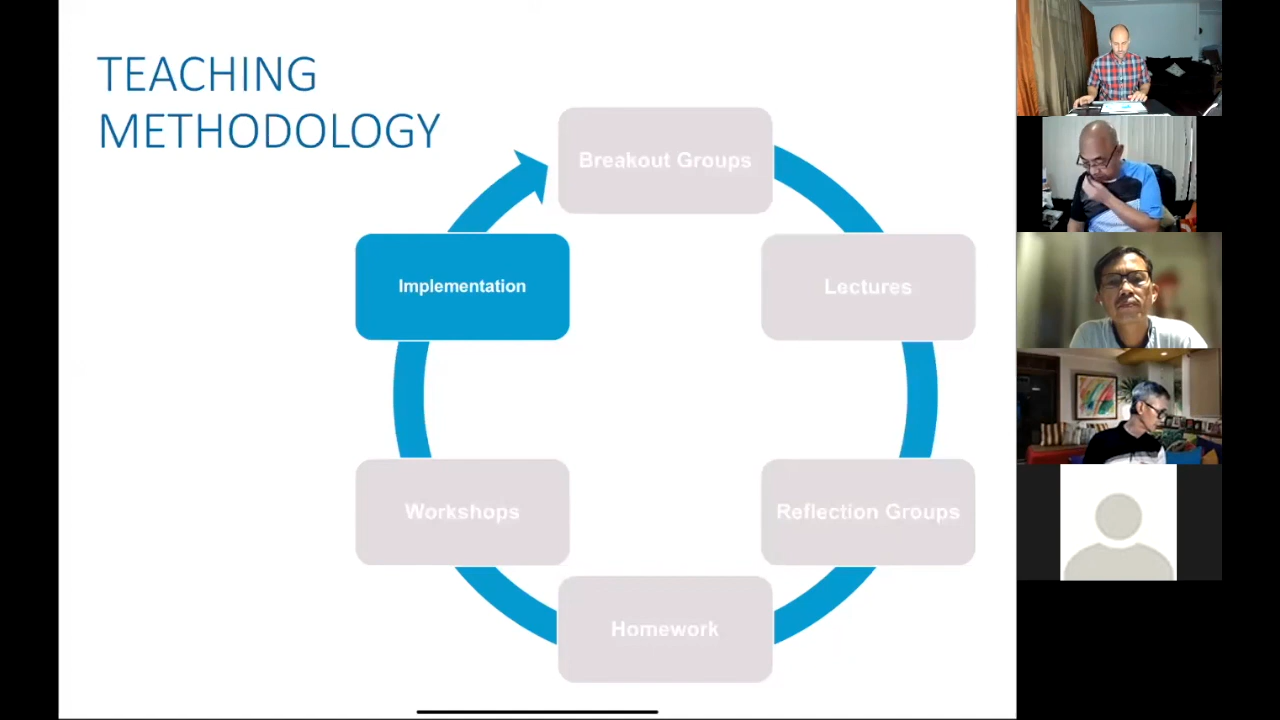 TEACHING
METHODOLOGY
Breakout Groups
Implementation
Lectures
Workshops
Reflection Groups
Homework